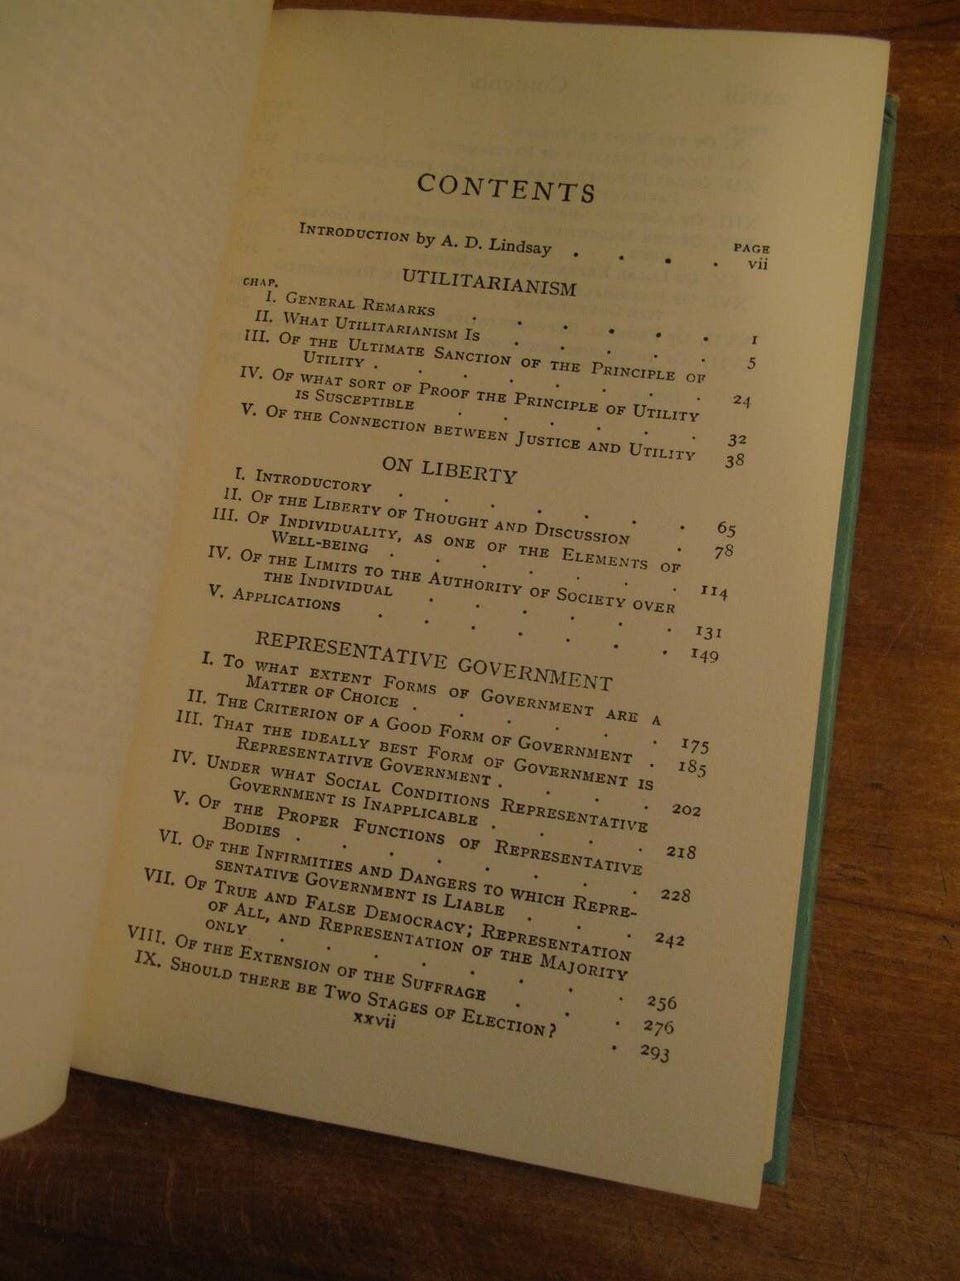 CONTENTS
PAGE
INTRODUCTION by A. D. Lindsay . . . . vii
UTILITARIANISM
CHAP.
I. GENERAL REMARKS . . . . . . 1
II. WHAT UTILITARIANISM IS . . . . . 5
III. OF THE ULTIMATE SANCTION OF THE PRINCIPLE OF
UTILITY . . . . . . . . 24
IV. OF WHAT SORT OF PROOF THE PRINCIPLE OF UTILITY
IS SUSCEPTIBLE . . . . . . 32
V. OF THE CONNECTION BETWEEN JUSTICE AND UTILITY 38
ON LIBERTY
I. INTRODUCTORY . . . . . . . 65
II. OF THE LIBERTY OF THOUGHT AND DISCUSSION . 78
III. OF INDIVIDUALITY, AS ONE OF THE ELEMENTS OF
WELL-BEING . . . . . . . 114
IV. OF THE LIMITS TO THE AUTHORITY OF SOCIETY OVER
THE INDIVIDUAL . . . . . . 131
V. APPLICATIONS . . . . . . . 149
REPRESENTATIVE GOVERNMENT
I. TO WHAT EXTENT FORMS OF GOVERNMENT ARE A
MATTER OF CHOICE . . . . . . 175
II. THE CRITERION OF A GOOD FORM OF GOVERNMENT . 185
III. THAT THE IDEALLY BEST FORM OF GOVERNMENT IS
REPRESENTATIVE GOVERNMENT . . . . 202
IV. UNDER WHAT SOCIAL CONDITIONS REPRESENTATIVE
GOVERNMENT IS INAPPLICABLE . . . . 218
V. OF THE PROPER FUNCTIONS OF REPRESENTATIVE
BODIES . . . . . . . . 228
VI. OF THE INFIRMITIES AND DANGERS TO WHICH REPRE-
SENTATIVE GOVERNMENT IS LIABLE . . . 242
VII. OF TRUE AND FALSE DEMOCRACY; REPRESENTATION
OF ALL, AND REPRESENTATION OF THE MAJORITY
ONLY . . . . . . . . 256
VIII. OF THE EXTENSION OF THE SUFFRAGE . . . 276
IX. SHOULD THERE BE TWO STAGES OF ELECTION? . 293
xxvii